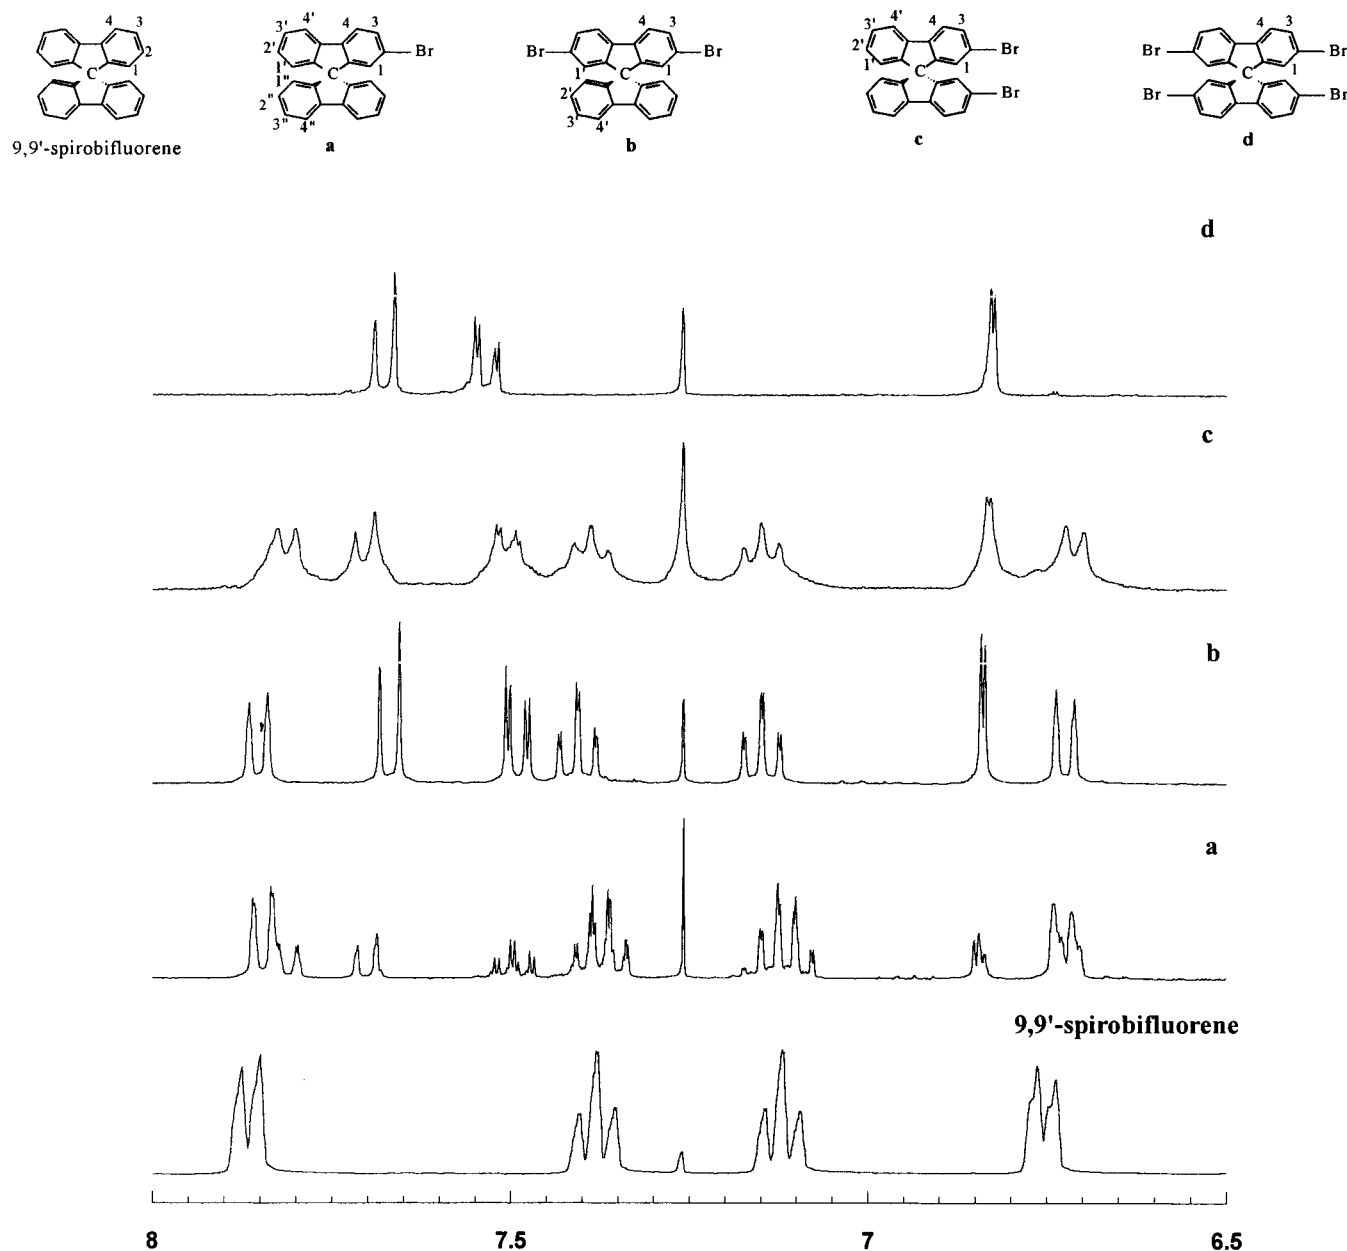 4 3 2 1 C
9,9'-spirobifluorene
4' 3' 2' 1' 1" 2" 3" 4" 4 3 1 C Br
a
Br 1' 2' 3' 4' C 4 3 1 Br
b
4' 3' 2' 1' C 4 3 1 Br Br
c
Br Br C 4 3 1 Br Br
d
d
c
b
a
9,9'-spirobifluorene
8 7.5 7 6.5